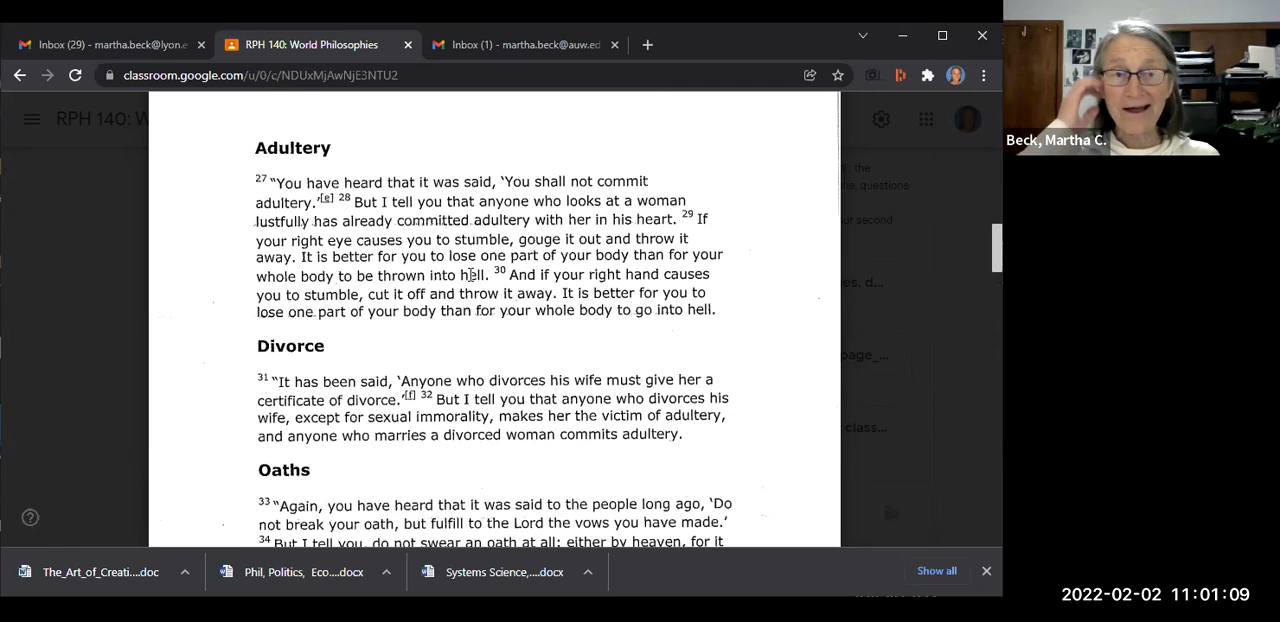 Inbox (29) - martha.beck@lyon.e
RPH 140: World Philosophies
Inbox (1) - martha.beck@auw.ed
classroom.google.com/u/0/c/NDUxMjAwNjE3NTU2
RPH 140: W
Beck, Martha C.
Adultery
27 "You have heard that it was said, 'You shall not commit
adultery.'[e] 28 But I tell you that anyone who looks at a woman
lustfully has already committed adultery with her in his heart. 29 If
your right eye causes you to stumble, gouge it out and throw it
away. It is better for you to lose one part of your body than for your
whole body to be thrown into hell. 30 And if your right hand causes
you to stumble, cut it off and throw it away. It is better for you to
lose one part of your body than for your whole body to go into hell.
Divorce
31 "It has been said, 'Anyone who divorces his wife must give her a
certificate of divorce.'[f] 32 But I tell you that anyone who divorces his
wife, except for sexual immorality, makes her the victim of adultery,
and anyone who marries a divorced woman commits adultery.
Oaths
33 "Again, you have heard that it was said to the people long ago, 'Do
not break your oath, but fulfill to the Lord the vows you have made.'
34 But I tell you, do not swear an oath at all: either by heaven, for it
: the
tie, questions
ur second
es, d...
page_...
class...
The_Art_of_Creati....doc
Phil, Politics, Eco....docx
Systems Science,....docx
Show all
2022-02-02 11:01:09